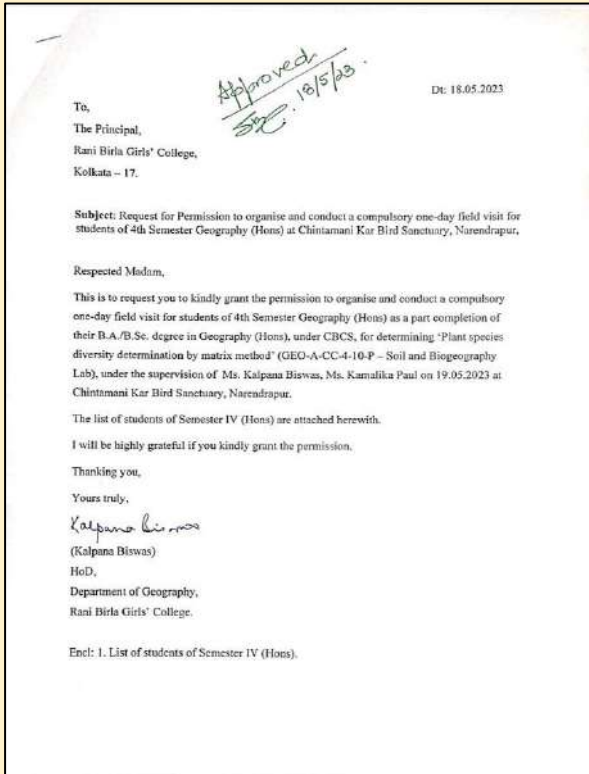 Approved
18/5/23.
Dt: 18.05.2023
To,
The Principal,
Rani Birla Girls' College,
Kolkata – 17.
Subject: Request for Permission to organise and conduct a compulsory one-day field visit for
students of 4th Semester Geography (Hons) at Chintamani Kar Bird Sanctuary, Narendrapur.
Respected Madam,
This is to request you to kindly grant the permission to organise and conduct a compulsory
one-day field visit for students of 4th Semester Geography (Hons) as a part completion of
their B.A./B.Sc. degree in Geography (Hons), under CBCS, for determining 'Plant species
diversity determination by matrix method' (GEO-A-CC-4-10-P – Soil and Biogeography
Lab), under the supervision of Ms. Kalpana Biswas, Ms. Kamalika Paul on 19.05.2023 at
Chintamani Kar Bird Sanctuary, Narendrapur.
The list of students of Semester IV (Hons) are attached herewith.
I will be highly grateful if you kindly grant the permission.
Thanking you,
Yours truly,
Kalpana Biswas
(Kalpana Biswas)
HoD,
Department of Geography,
Rani Birla Girls' College.
Encl: 1. List of students of Semester IV (Hons).